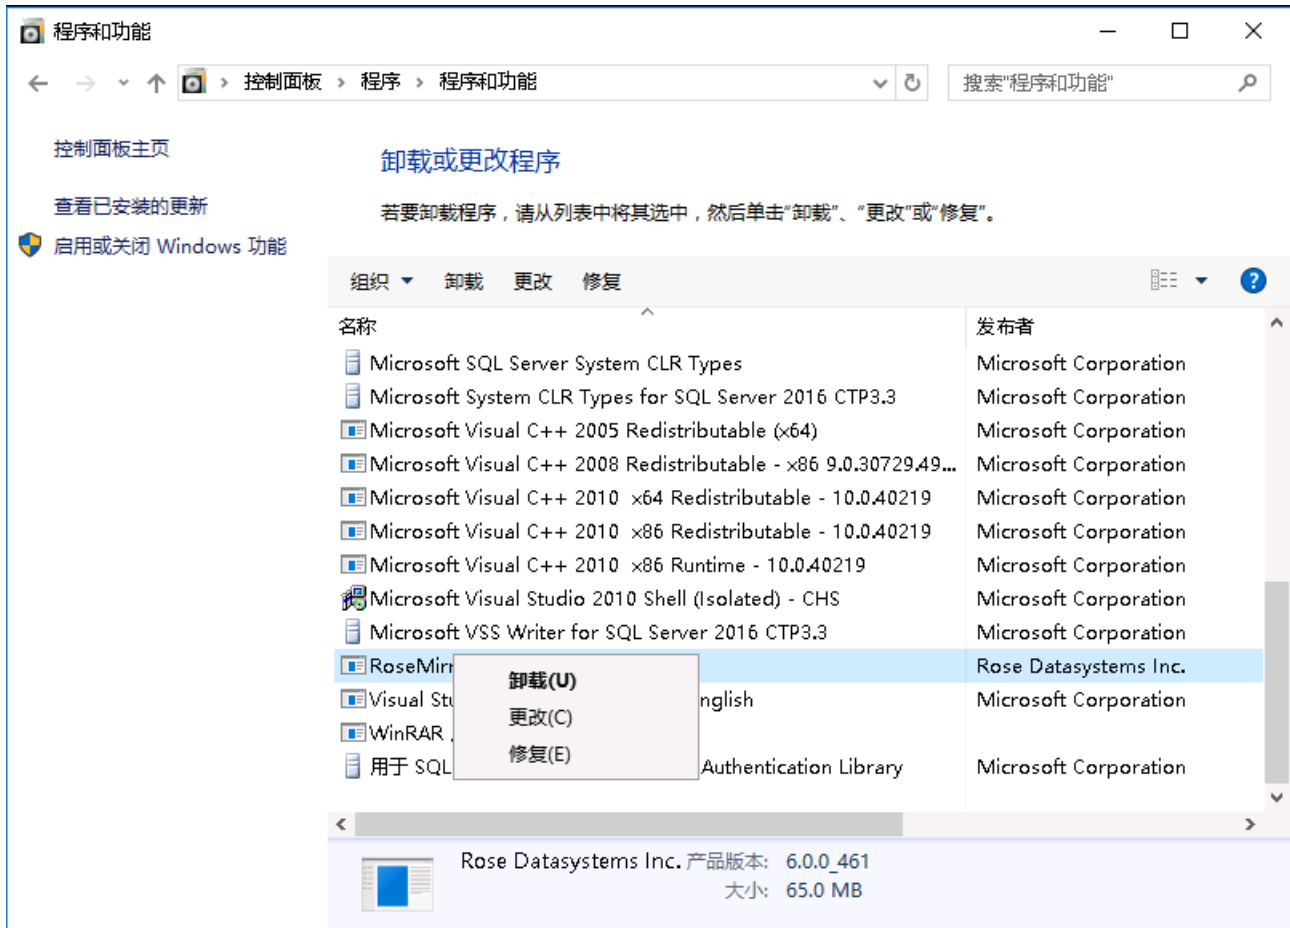 程序和功能
控制面板 程序 程序和功能
搜索"程序和功能"
控制面板主页
查看已安装的更新
启用或关闭 Windows 功能
卸载或更改程序
若要卸载程序，请从列表中将其选中，然后单击“卸载”、“更改”或“修复”。
组织 卸载 更改 修复
名称 发布者
Microsoft SQL Server System CLR Types Microsoft Corporation
Microsoft System CLR Types for SQL Server 2016 CTP3.3 Microsoft Corporation
Microsoft Visual C++ 2005 Redistributable (x64) Microsoft Corporation
Microsoft Visual C++ 2008 Redistributable - x86 9.0.30729.49... Microsoft Corporation
Microsoft Visual C++ 2010 x64 Redistributable - 10.0.40219 Microsoft Corporation
Microsoft Visual C++ 2010 x86 Redistributable - 10.0.40219 Microsoft Corporation
Microsoft Visual C++ 2010 x86 Runtime - 10.0.40219 Microsoft Corporation
Microsoft Visual Studio 2010 Shell (Isolated) - CHS Microsoft Corporation
Microsoft VSS Writer for SQL Server 2016 CTP3.3 Microsoft Corporation
RoseMirr Rose Datasystems Inc.
卸载(U)
Visual Stu nglish Microsoft Corporation
更改(C)
WinRAR
修复(E)
用于 SQL Authentication Library Microsoft Corporation
Rose Datasystems Inc. 产品版本: 6.0.0_461
大小: 65.0 MB